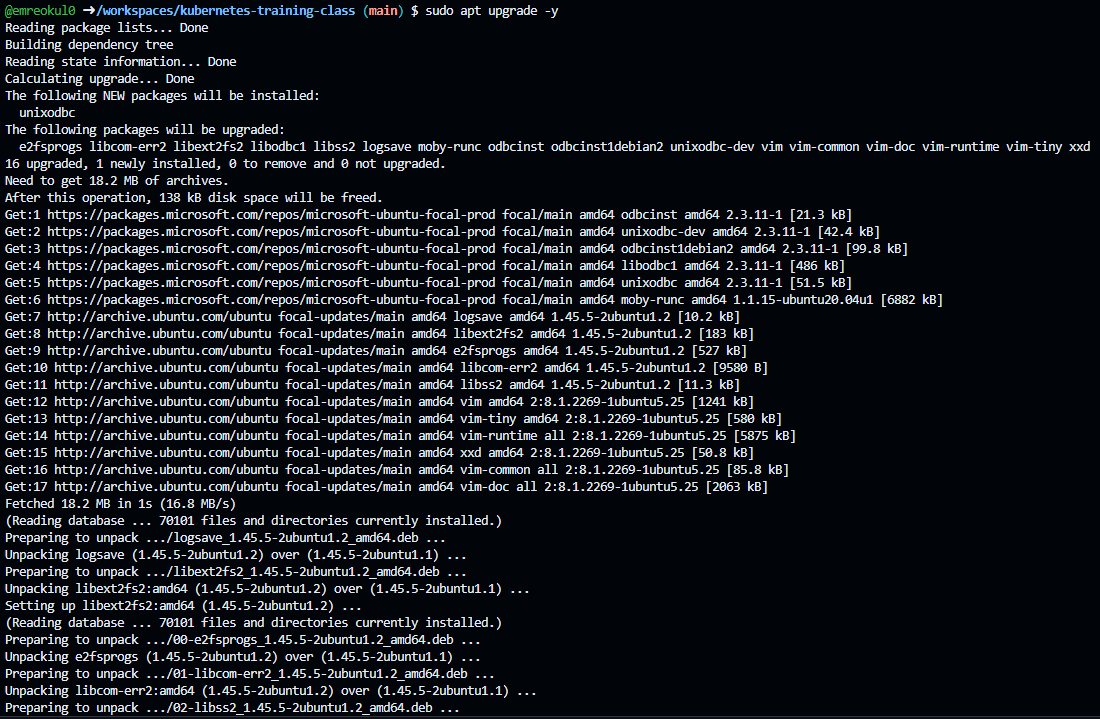 @emreokul0 ➜/workspaces/kubernetes-training-class (main) $ sudo apt upgrade -y
Reading package lists... Done
Building dependency tree
Reading state information... Done
Calculating upgrade... Done
The following NEW packages will be installed:
  unixodbc
The following packages will be upgraded:
  e2fsprogs libcom-err2 libext2fs2 libodbc1 libss2 logsave moby-runc odbcinst odbcinst1debian2 unixodbc-dev vim vim-common vim-doc vim-runtime vim-tiny xxd
16 upgraded, 1 newly installed, 0 to remove and 0 not upgraded.
Need to get 18.2 MB of archives.
After this operation, 138 kB disk space will be freed.
Get:1 https://packages.microsoft.com/repos/microsoft-ubuntu-focal-prod focal/main amd64 odbcinst amd64 2.3.11-1 [21.3 kB]
Get:2 https://packages.microsoft.com/repos/microsoft-ubuntu-focal-prod focal/main amd64 unixodbc-dev amd64 2.3.11-1 [42.4 kB]
Get:3 https://packages.microsoft.com/repos/microsoft-ubuntu-focal-prod focal/main amd64 odbcinst1debian2 amd64 2.3.11-1 [99.8 kB]
Get:4 https://packages.microsoft.com/repos/microsoft-ubuntu-focal-prod focal/main amd64 libodbc1 amd64 2.3.11-1 [486 kB]
Get:5 https://packages.microsoft.com/repos/microsoft-ubuntu-focal-prod focal/main amd64 unixodbc amd64 2.3.11-1 [51.5 kB]
Get:6 https://packages.microsoft.com/repos/microsoft-ubuntu-focal-prod focal/main amd64 moby-runc amd64 1.1.15-ubuntu20.04u1 [6882 kB]
Get:7 http://archive.ubuntu.com/ubuntu focal-updates/main amd64 logsave amd64 1.45.5-2ubuntu1.2 [10.2 kB]
Get:8 http://archive.ubuntu.com/ubuntu focal-updates/main amd64 libext2fs2 amd64 1.45.5-2ubuntu1.2 [183 kB]
Get:9 http://archive.ubuntu.com/ubuntu focal-updates/main amd64 e2fsprogs amd64 1.45.5-2ubuntu1.2 [527 kB]
Get:10 http://archive.ubuntu.com/ubuntu focal-updates/main amd64 libcom-err2 amd64 1.45.5-2ubuntu1.2 [9580 B]
Get:11 http://archive.ubuntu.com/ubuntu focal-updates/main amd64 libss2 amd64 1.45.5-2ubuntu1.2 [11.3 kB]
Get:12 http://archive.ubuntu.com/ubuntu focal-updates/main amd64 vim amd64 2:8.1.2269-1ubuntu5.25 [1241 kB]
Get:13 http://archive.ubuntu.com/ubuntu focal-updates/main amd64 vim-tiny amd64 2:8.1.2269-1ubuntu5.25 [580 kB]
Get:14 http://archive.ubuntu.com/ubuntu focal-updates/main amd64 vim-runtime all 2:8.1.2269-1ubuntu5.25 [5875 kB]
Get:15 http://archive.ubuntu.com/ubuntu focal-updates/main amd64 xxd amd64 2:8.1.2269-1ubuntu5.25 [50.8 kB]
Get:16 http://archive.ubuntu.com/ubuntu focal-updates/main amd64 vim-common all 2:8.1.2269-1ubuntu5.25 [85.8 kB]
Get:17 http://archive.ubuntu.com/ubuntu focal-updates/main amd64 vim-doc all 2:8.1.2269-1ubuntu5.25 [2063 kB]
Fetched 18.2 MB in 1s (16.8 MB/s)
(Reading database ... 70101 files and directories currently installed.)
Preparing to unpack .../logsave_1.45.5-2ubuntu1.2_amd64.deb ...
Unpacking logsave (1.45.5-2ubuntu1.2) over (1.45.5-2ubuntu1.1) ...
Preparing to unpack .../libext2fs2_1.45.5-2ubuntu1.2_amd64.deb ...
Unpacking libext2fs2:amd64 (1.45.5-2ubuntu1.2) over (1.45.5-2ubuntu1.1) ...
Setting up libext2fs2:amd64 (1.45.5-2ubuntu1.2) ...
(Reading database ... 70101 files and directories currently installed.)
Preparing to unpack .../00-e2fsprogs_1.45.5-2ubuntu1.2_amd64.deb ...
Unpacking e2fsprogs (1.45.5-2ubuntu1.2) over (1.45.5-2ubuntu1.1) ...
Preparing to unpack .../01-libcom-err2_1.45.5-2ubuntu1.2_amd64.deb ...
Unpacking libcom-err2:amd64 (1.45.5-2ubuntu1.2) over (1.45.5-2ubuntu1.1) ...
Preparing to unpack .../02-libss2_1.45.5-2ubuntu1.2_amd64.deb ...